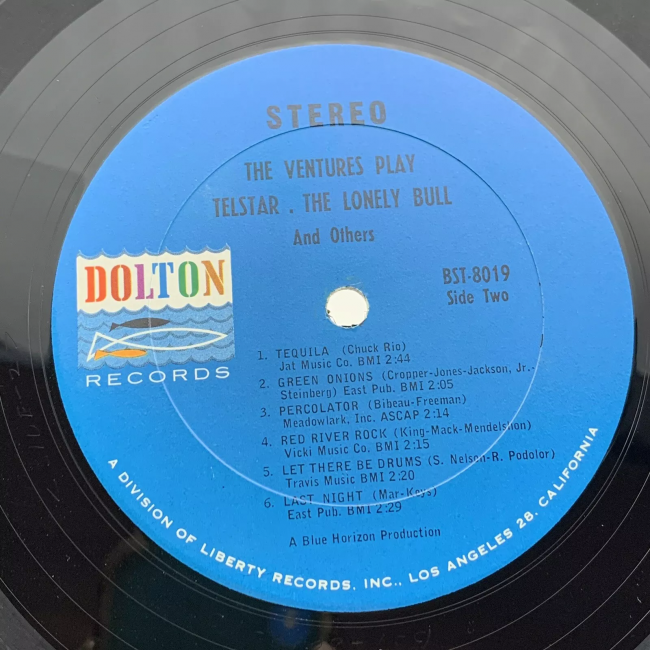 STEREO
THE VENTURES PLAY
TELSTAR . THE LONELY BULL
And Others
DOLTON
RECORDS
BST-8019
Side Two
1. TEQUILA (Chuck Rio)
Jat Music Co. BMI 2:44
2. GREEN ONIONS (Cropper-Jones-Jackson, Jr.-
Steinberg) East Pub. BMI 2:05
3. PERCOLATOR (Bibeau-Freeman)
Meadowlark, Inc. ASCAP 2:14
4. RED RIVER ROCK (King-Mack-Mendelshon)
Vicki Music Co. BMI 2:15
5. LET THERE BE DRUMS (S. Nelson-R. Podolor)
Travis Music BMI 2:20
6. LAST NIGHT (Mar-Keys)
East Pub. BMI 2:29
A Blue Horizon Production
A DIVISION OF LIBERTY RECORDS, INC., LOS ANGELES 28, CALIFORNIA